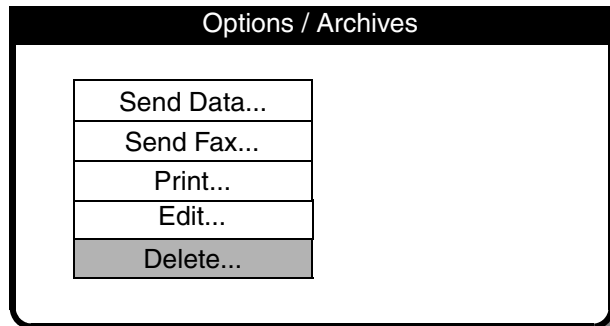 Options / Archives
Send Data...
Send Fax...
Print...
Edit...
Delete...